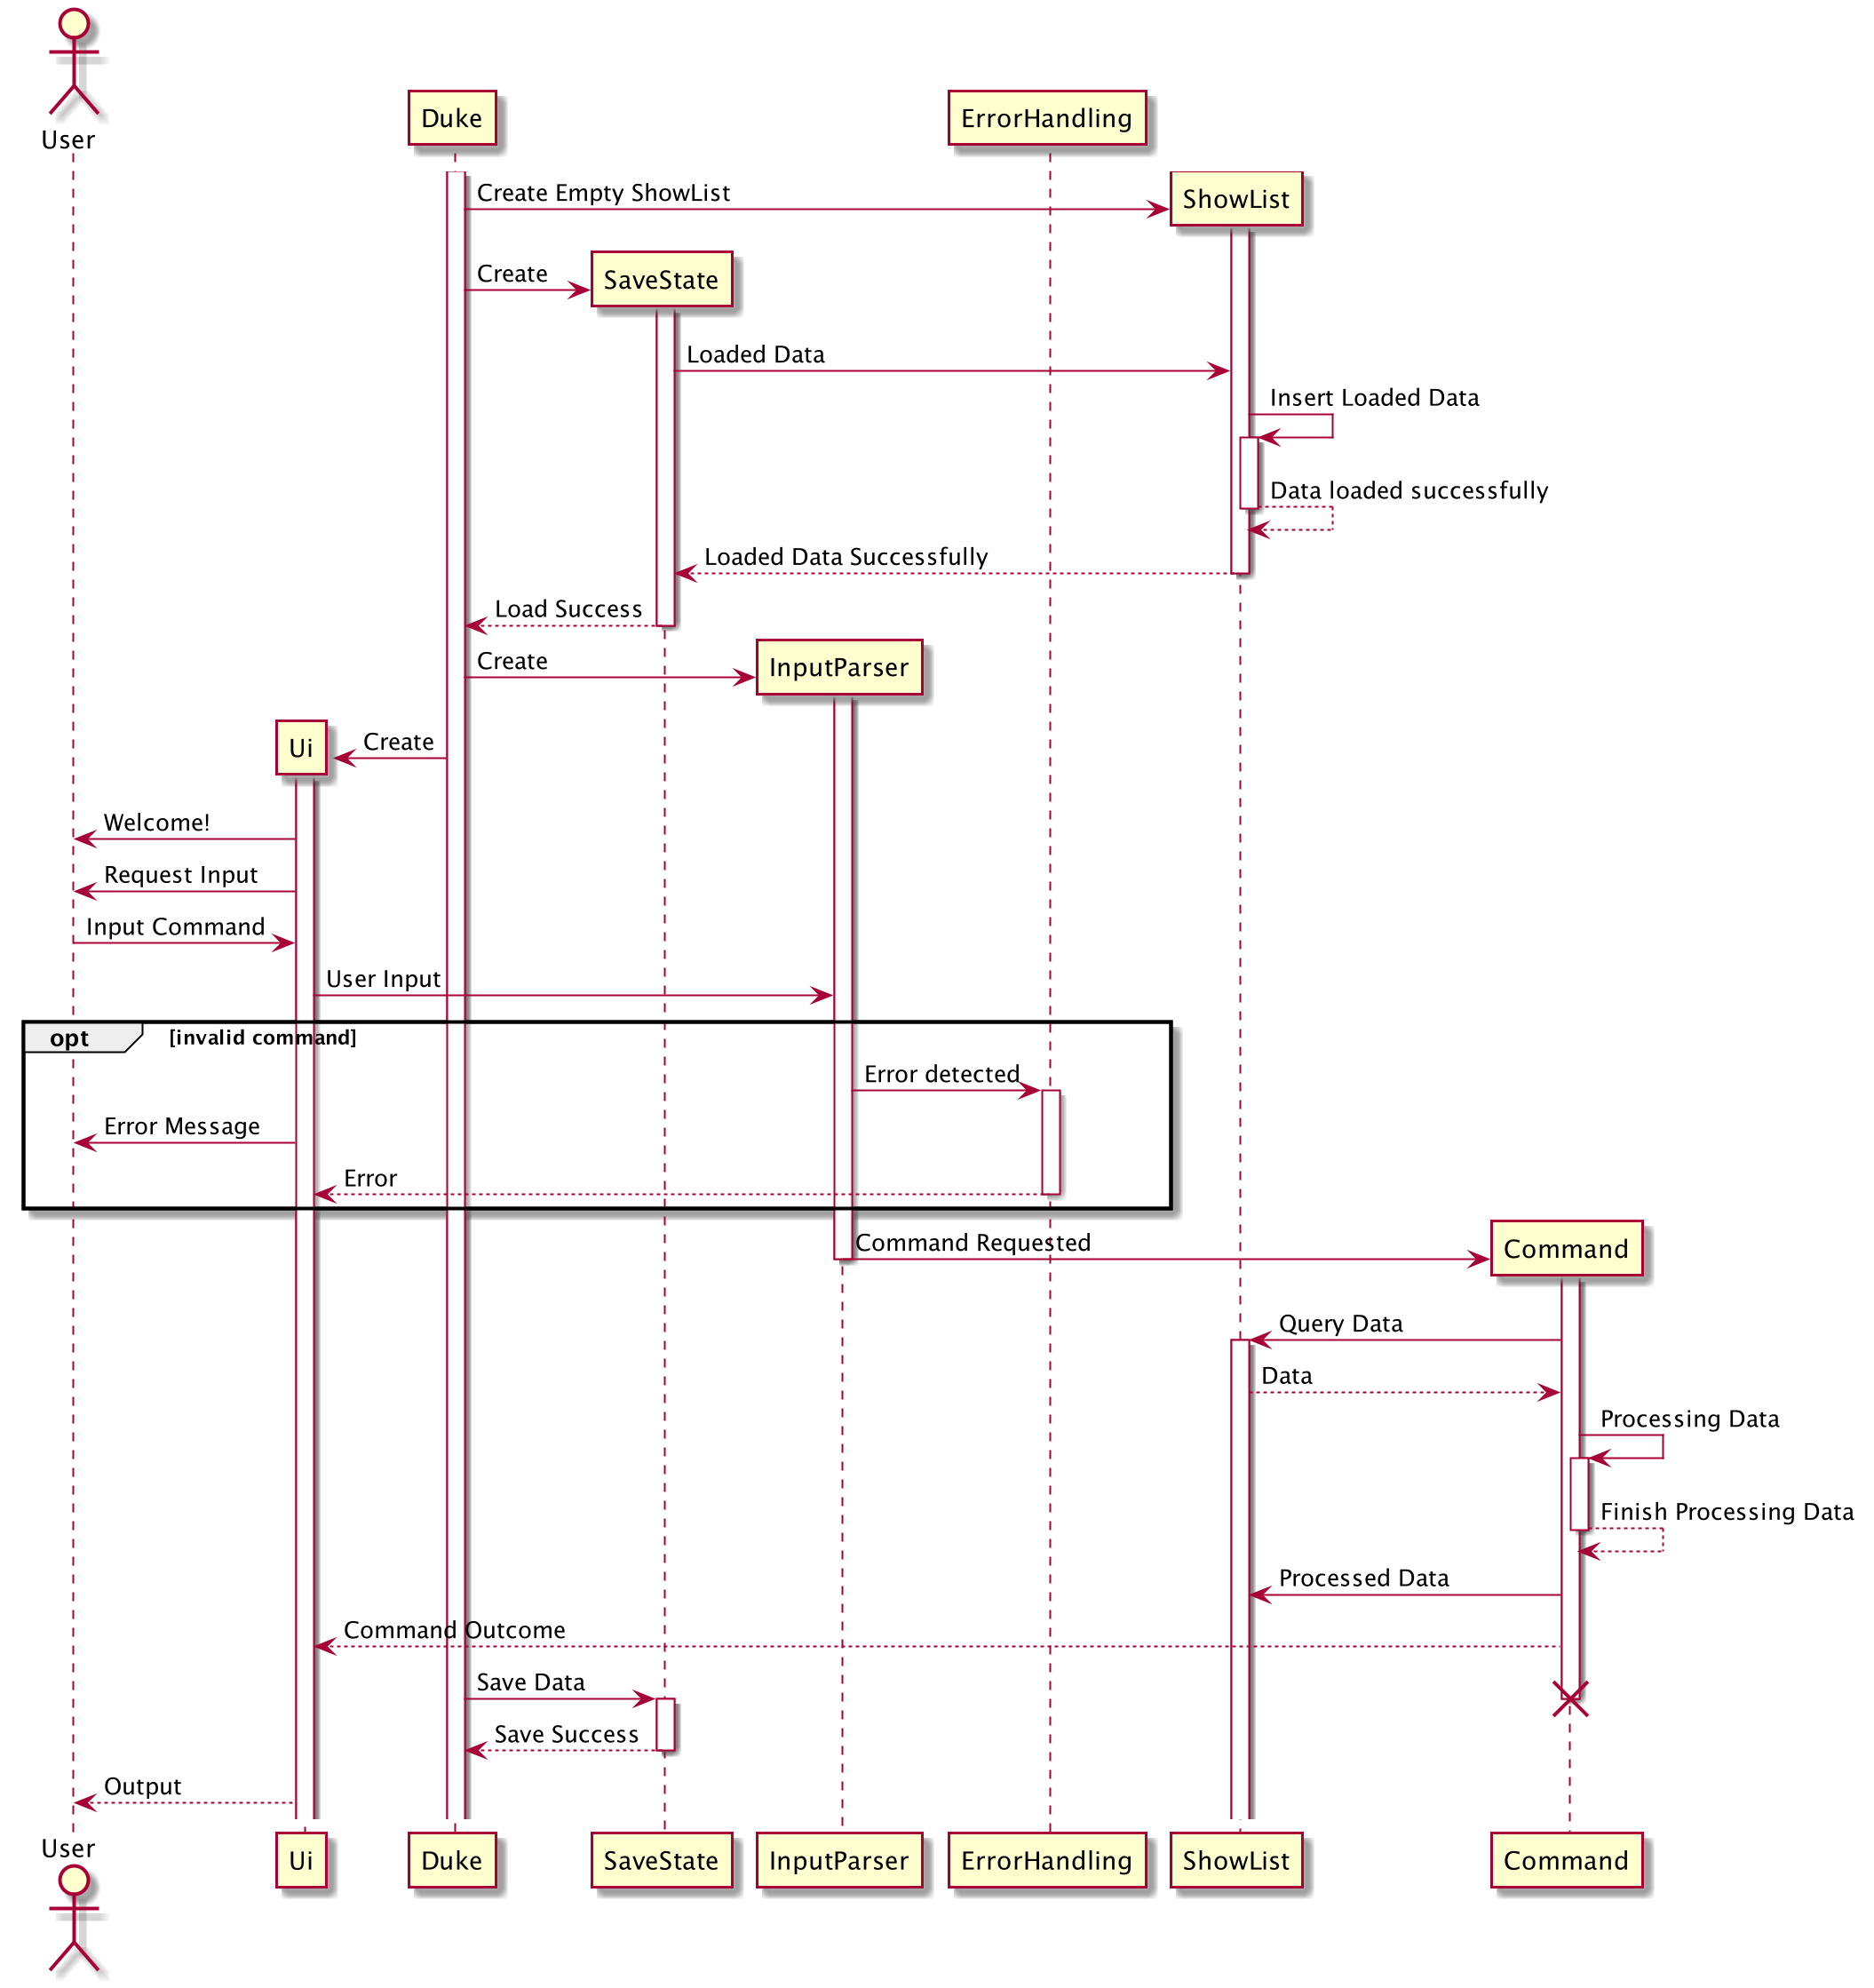 User
Duke
ErrorHandling
Create Empty ShowList
ShowList
Create
SaveState
Loaded Data
Insert Loaded Data
Data loaded successfully
Loaded Data Successfully
Load Success
Create
InputParser
Create
Ui
Welcome!
Request Input
Input Command
User Input
opt
[invalid command]
Error detected
Error Message
Error
Command Requested
Command
Query Data
Data
Processing Data
Finish Processing Data
Processed Data
Command Outcome
Save Data
Save Success
Output
User
Ui
Duke
SaveState
InputParser
ErrorHandling
ShowList
Command